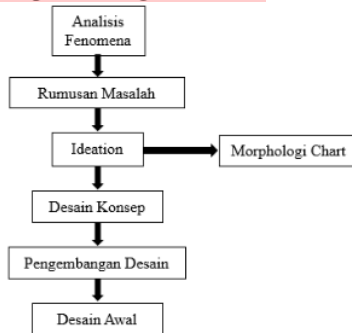 Analisis
Fenomena
Rumusan Masalah
Ideation
Morphologi Chart
Desain Konsep
Pengembangan Desain
Desain Awal